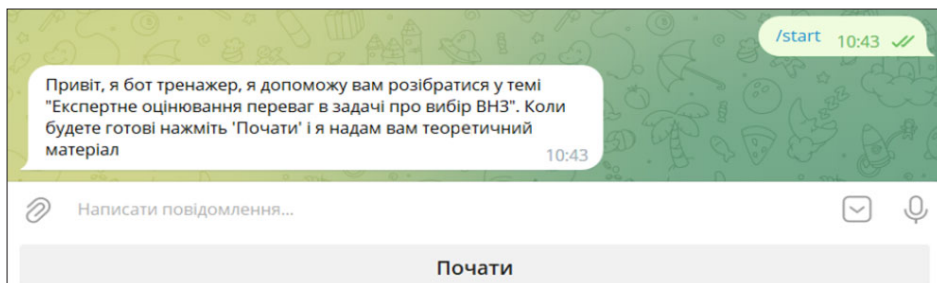 /start 10:43
Привіт, я бот тренажер, я допоможу вам розібратися у темі
"Експертне оцінювання переваг в задачі про вибір ВНЗ". Коли
будете готові нажміть 'Почати' і я надам вам теоретичний
матеріал
10:43
Написати повідомлення...
Почати